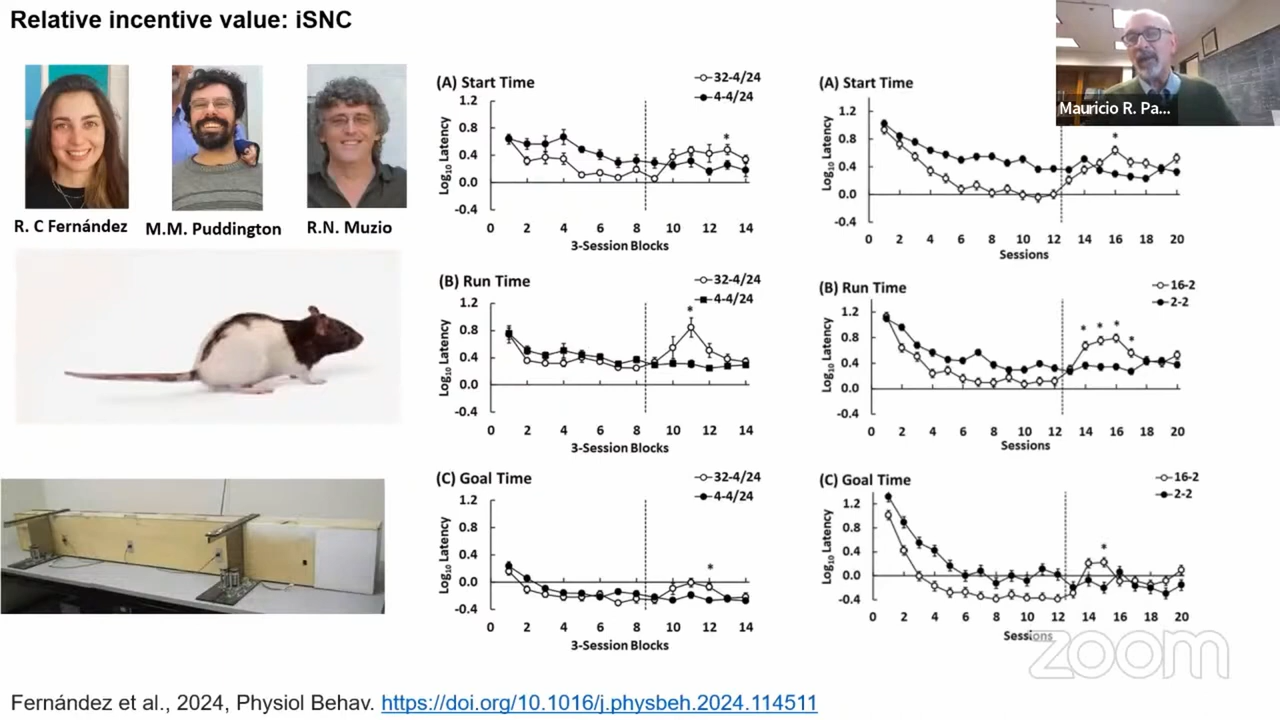 Relative incentive value: iSNC
R. C Fernández
M.M. Puddington
R.N. Muzio
(A) Start Time
32-4/24
4-4/24
Log10 Latency
1.2
0.8
0.4
0.0
-0.4
*
0 2 4 6 8 10 12 14
3-Session Blocks
(B) Run Time
32-4/24
4-4/24
Log10 Latency
1.2
0.8
0.4
0.0
-0.4
*
0 2 4 6 8 10 12 14
3-Session Blocks
(C) Goal Time
32-4/24
4-4/24
Log10 Latency
1.2
0.8
0.4
0.0
-0.4
*
0 2 4 6 8 10 12 14
3-Session Blocks
(A) Start Time
Log10 Latency
1.2
0.8
0.4
0.0
-0.4
*
0 2 4 6 8 10 12 14 16 18 20
Sessions
(B) Run Time
16-2
2-2
Log10 Latency
1.2
0.8
0.4
0.0
-0.4
* * * *
0 2 4 6 8 10 12 14 16 18 20
Sessions
(C) Goal Time
16-2
2-2
Log10 Latency
1.2
0.8
0.4
0.0
-0.4
*
0 2 4 6 8 10 12 14 16 18 20
Sessions
Mauricio R. Pa...
zoom
Fernández et al., 2024, Physiol Behav. https://doi.org/10.1016/j.physbeh.2024.114511